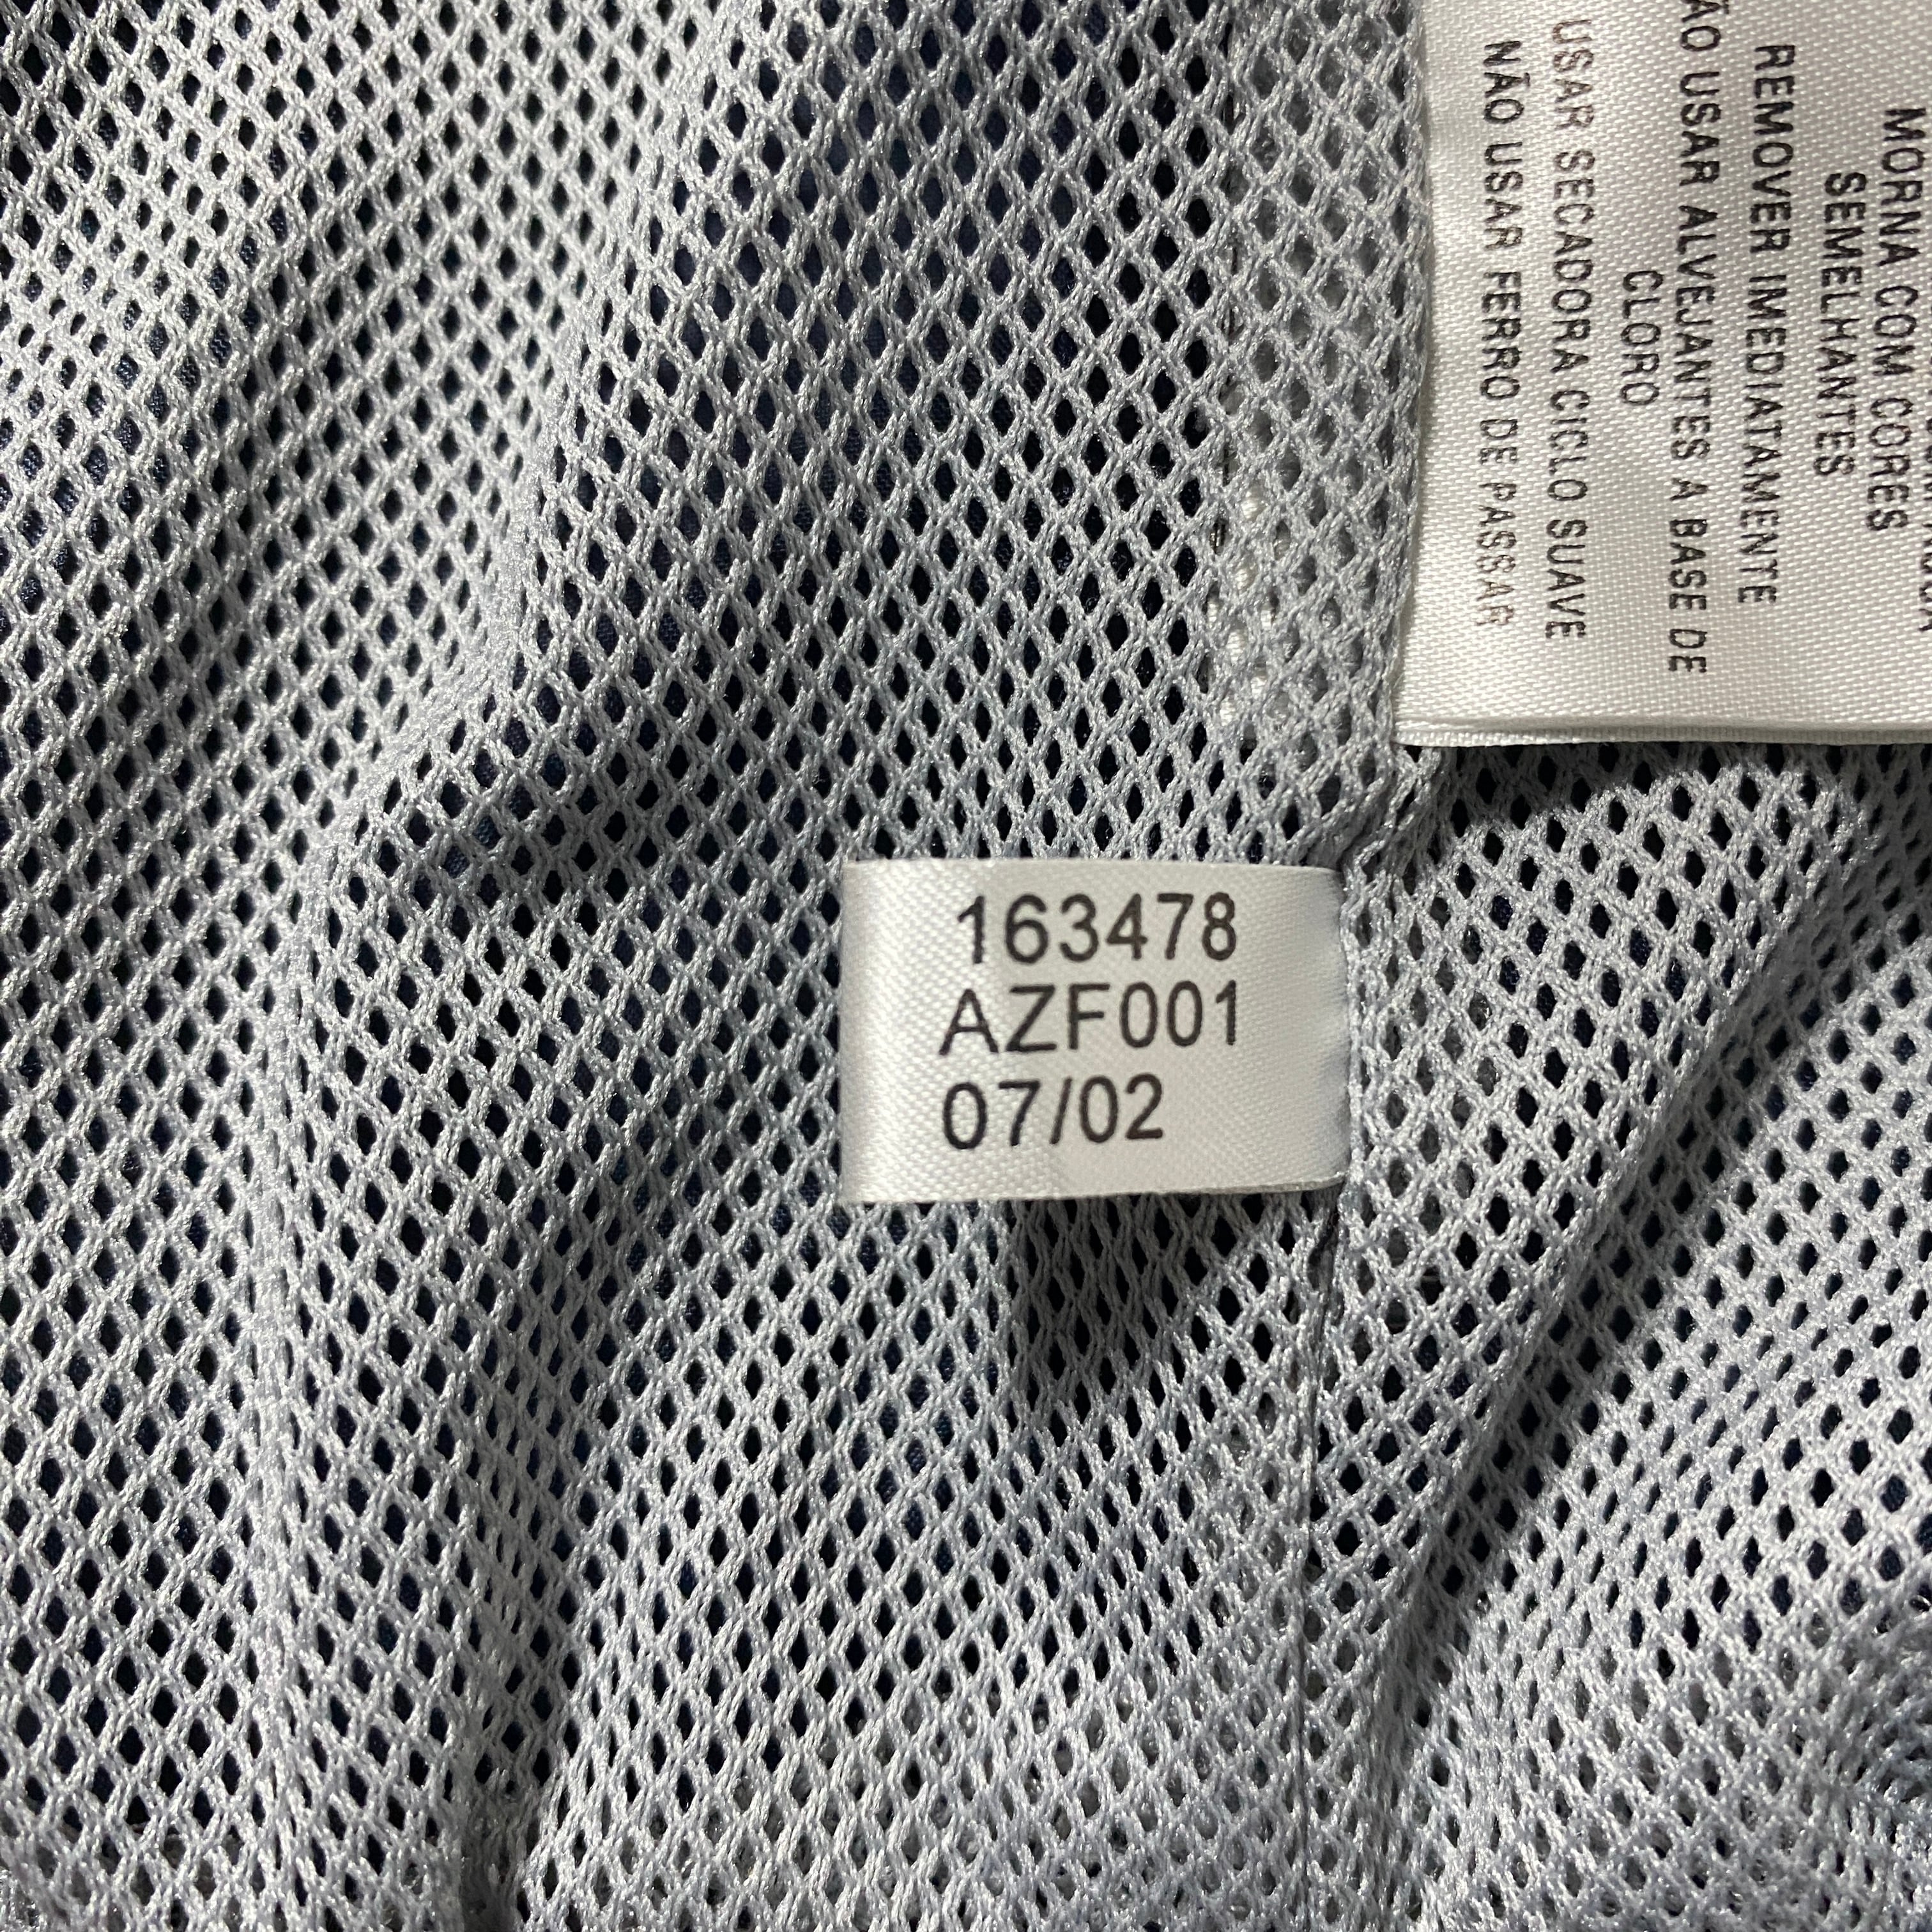 MORNA COM CORES
SEMELHANTES
REMOVER IMEDIATAMENTE
USAR ALVEJANTES A BASE DE
CLORO
USAR SECADORA CICLO SUAVE
NÃO USAR FERRO DE PASSAR
163478
AZF001
07/02